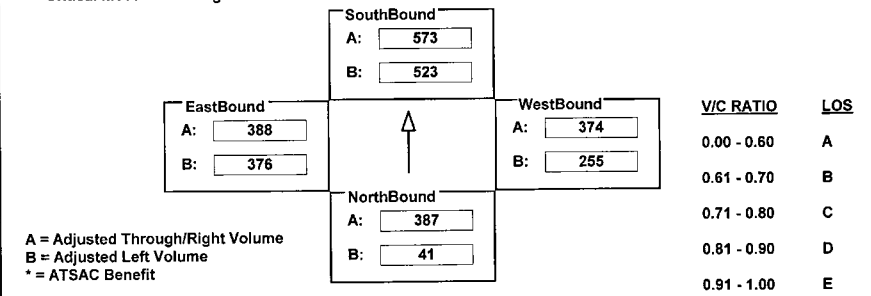 SouthBound
A: 573
B: 523
EastBound
A: 388
B: 376
WestBound
A: 374
B: 255
NorthBound
A: 387
B: 41
A = Adjusted Through/Right Volume
B = Adjusted Left Volume
* = ATSAC Benefit
V/C RATIO LOS
0.00 - 0.60 A
0.61 - 0.70 B
0.71 - 0.80 C
0.81 - 0.90 D
0.91 - 1.00 E